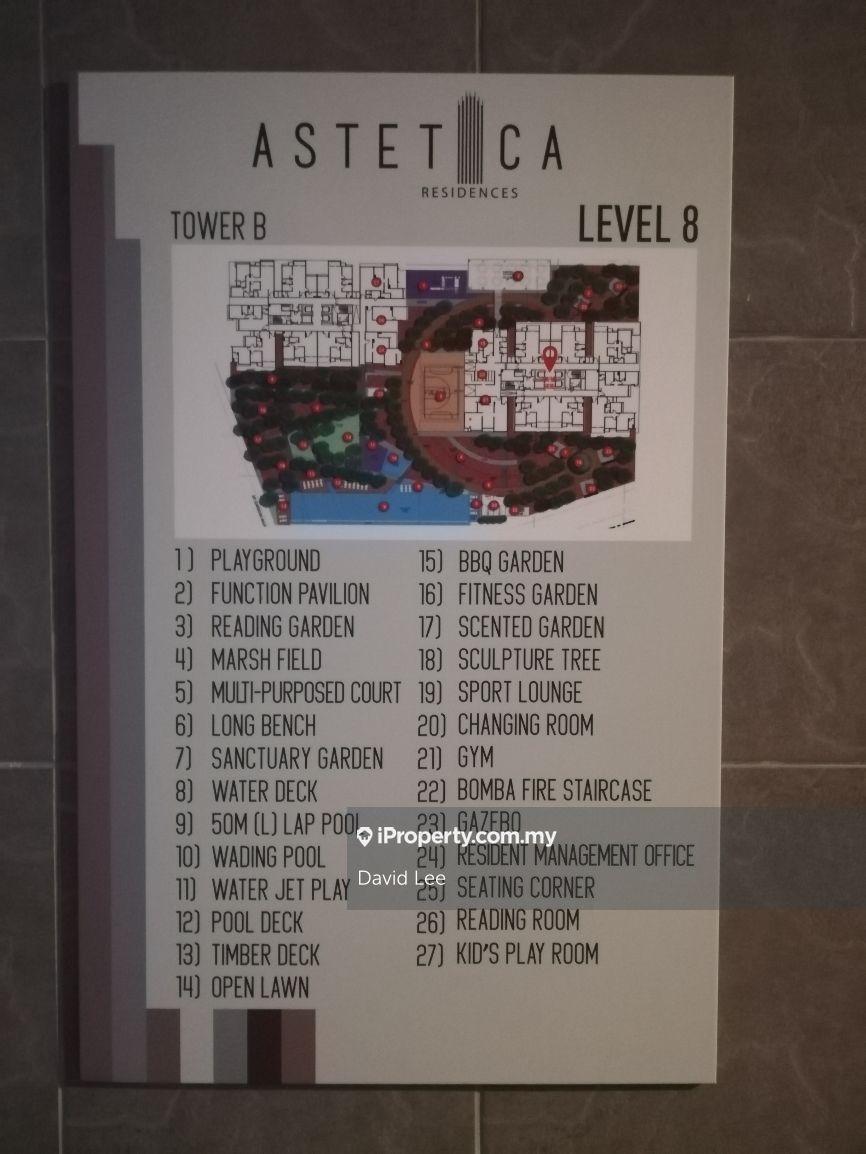 ASTETICA
RESIDENCES
TOWER B
LEVEL 8
1) PLAYGROUND
2) FUNCTION PAVILION
3) READING GARDEN
4) MARSH FIELD
5) MULTI-PURPOSED COURT
6) LONG BENCH
7) SANCTUARY GARDEN
8) WATER DECK
9) 50M (L) LAP POOL
10) WADING POOL
11) WATER JET PLAY
12) POOL DECK
13) TIMBER DECK
14) OPEN LAWN
15) BBQ GARDEN
16) FITNESS GARDEN
17) SCENTED GARDEN
18) SCULPTURE TREE
19) SPORT LOUNGE
20) CHANGING ROOM
21) GYM
22) BOMBA FIRE STAIRCASE
23) GAZEBO
24) RESIDENT MANAGEMENT OFFICE
25) SEATING CORNER
26) READING ROOM
27) KID'S PLAY ROOM
iProperty.com.my
David Lee